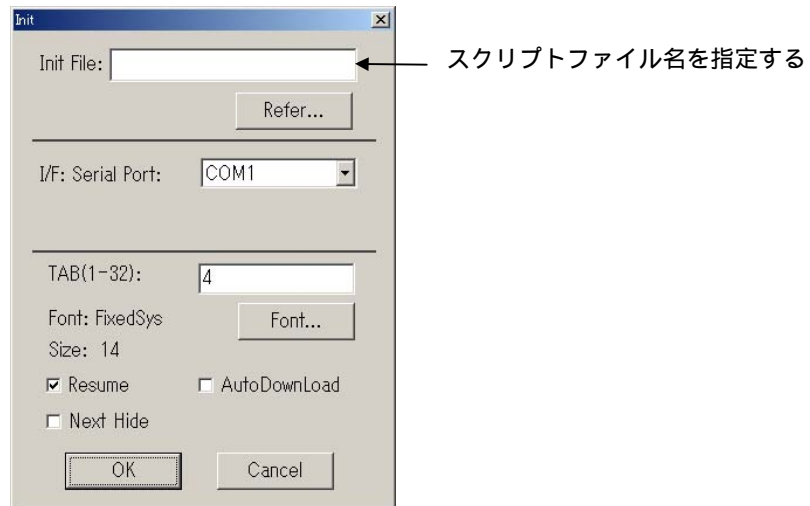 Init
Init File:
スクリプトファイル名を指定する
Refer...
I/F: Serial Port:
COM1
TAB(1-32):
4
Font: FixedSys
Font...
Size: 14
Resume
AutoDownLoad
Next Hide
OK
Cancel